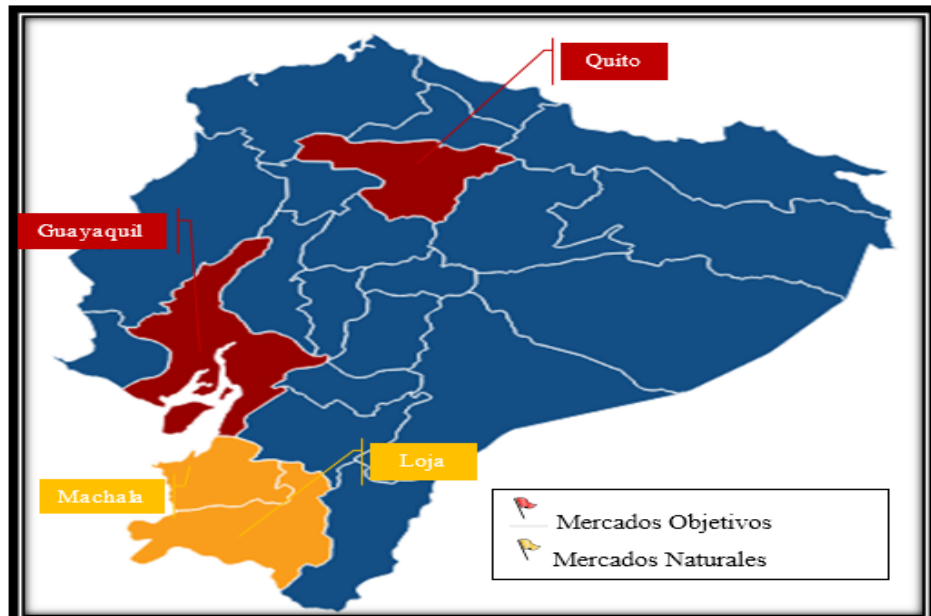 Quito
Guayaquil
Loja
Machala
Mercados Objetivos
Mercados Naturales